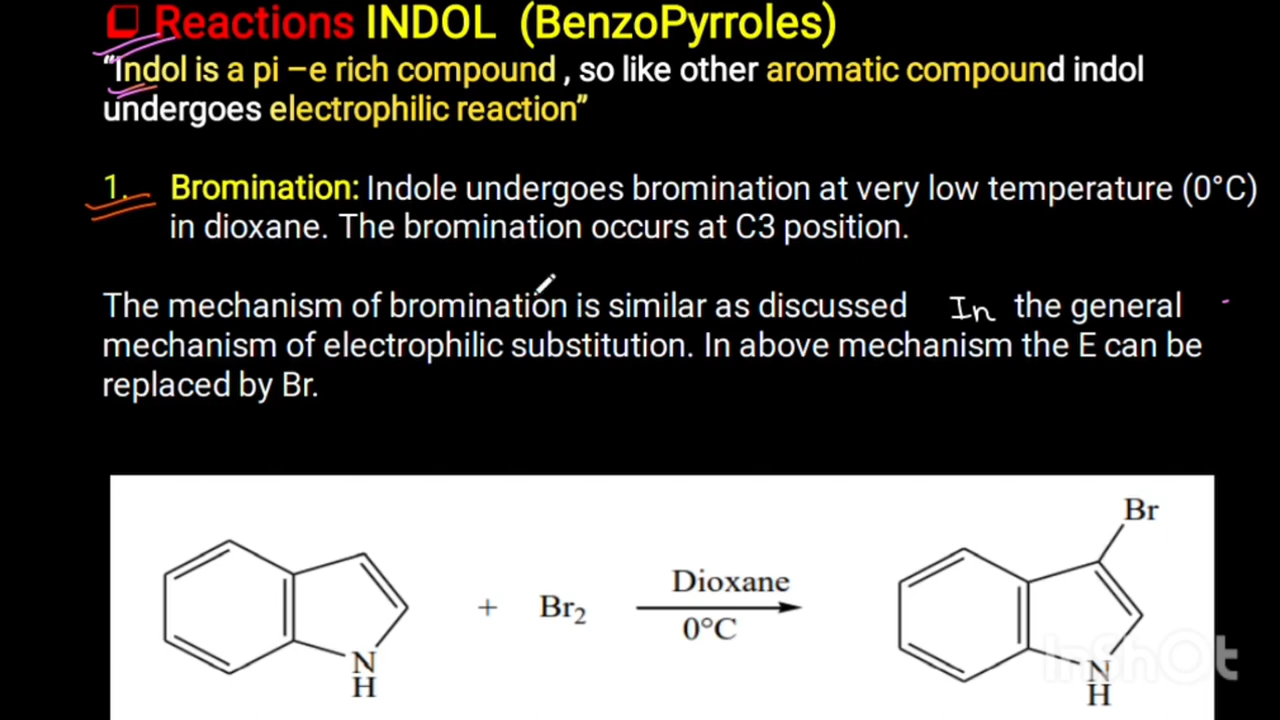 Reactions INDOL (BenzoPyrroles)
"Indol is a pi –e rich compound , so like other aromatic compound indol
undergoes electrophilic reaction”
1. Bromination: Indole undergoes bromination at very low temperature (0°C)
in dioxane. The bromination occurs at C3 position.
The mechanism of bromination is similar as discussed In the general
mechanism of electrophilic substitution. In above mechanism the E can be
replaced by Br.
Br
Dioxane
+ Br2
0°C
N
H
N
H
InShOt